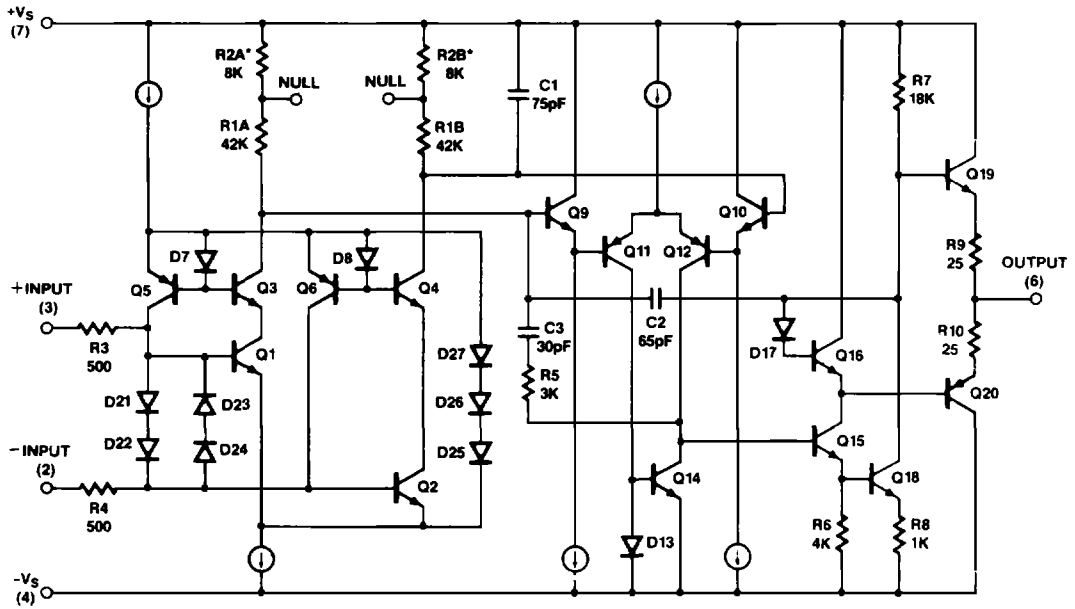 +VS
(7)
R2A*
8K
NULL
R1A
42K
NULL
R2B*
8K
R1B
42K
C1
75pF
R7
18K
Q19
Q9
Q10
Q11
Q12
D7
D8
Q5
Q3
Q6
Q4
R9
25
OUTPUT
(6)
+INPUT
(3)
R3
500
Q1
C3
30pF
C2
65pF
D17
Q16
R10
25
D27
R5
3K
Q20
D21
D23
D26
D22
D24
D25
Q15
-INPUT
(2)
R4
500
Q2
Q14
Q18
D13
R6
4K
R8
1K
-VS
(4)